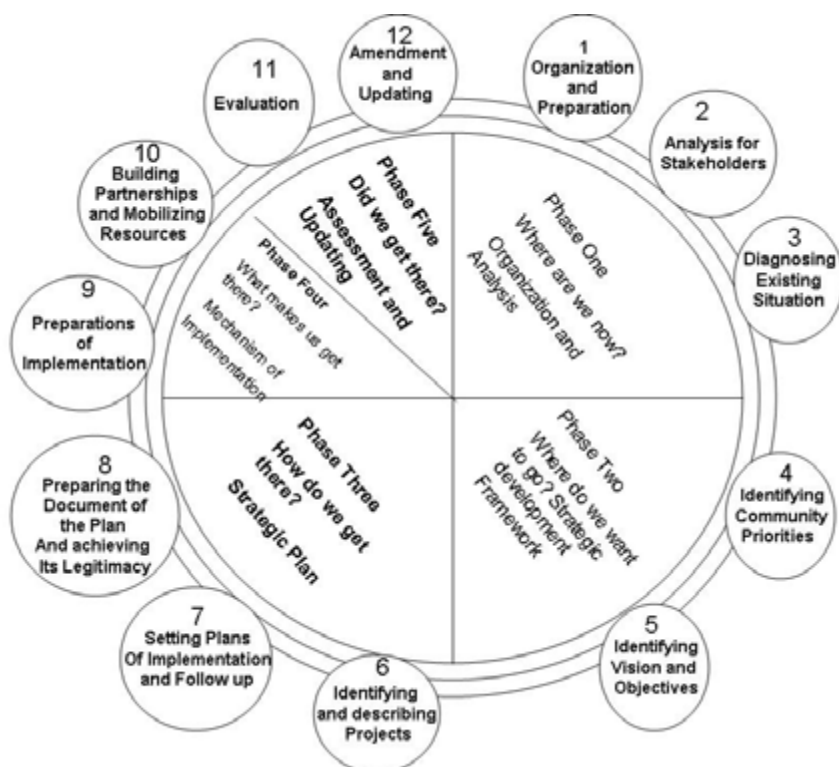 12
Amendment
and
Updating
1
Organization
and
Preparation
2
Analysis for
Stakeholders
3
Diagnosing
Existing
Situation
4
Identifying
Community
Priorities
5
Identifying
Vision and
Objectives
6
Identifying
and describing
Projects
7
Setting Plans
Of Implementation
and Follow up
8
Preparing the
Document of
the Plan
And achieving
Its Legitimacy
9
Preparations
of
Implementation
10
Building
Partnerships
and Mobilizing
Resources
11
Evaluation
Phase One
Where are we now?
Organization and
Analysis
Phase Two
Where do we want
to go? Strategic
development
Framework
Phase Three
How do we get
there?
Strategic Plan
Phase Four
What makes us get
there?
Mechanism of
Implementation
Phase Five
Did we get there?
Assessment and
Updating